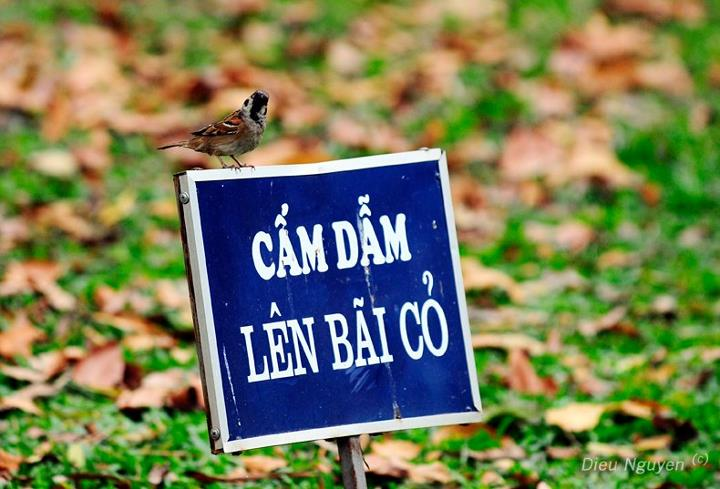 CẤM DẪM
LÊN BÃI CỎ
Dieu Nguyen (c)